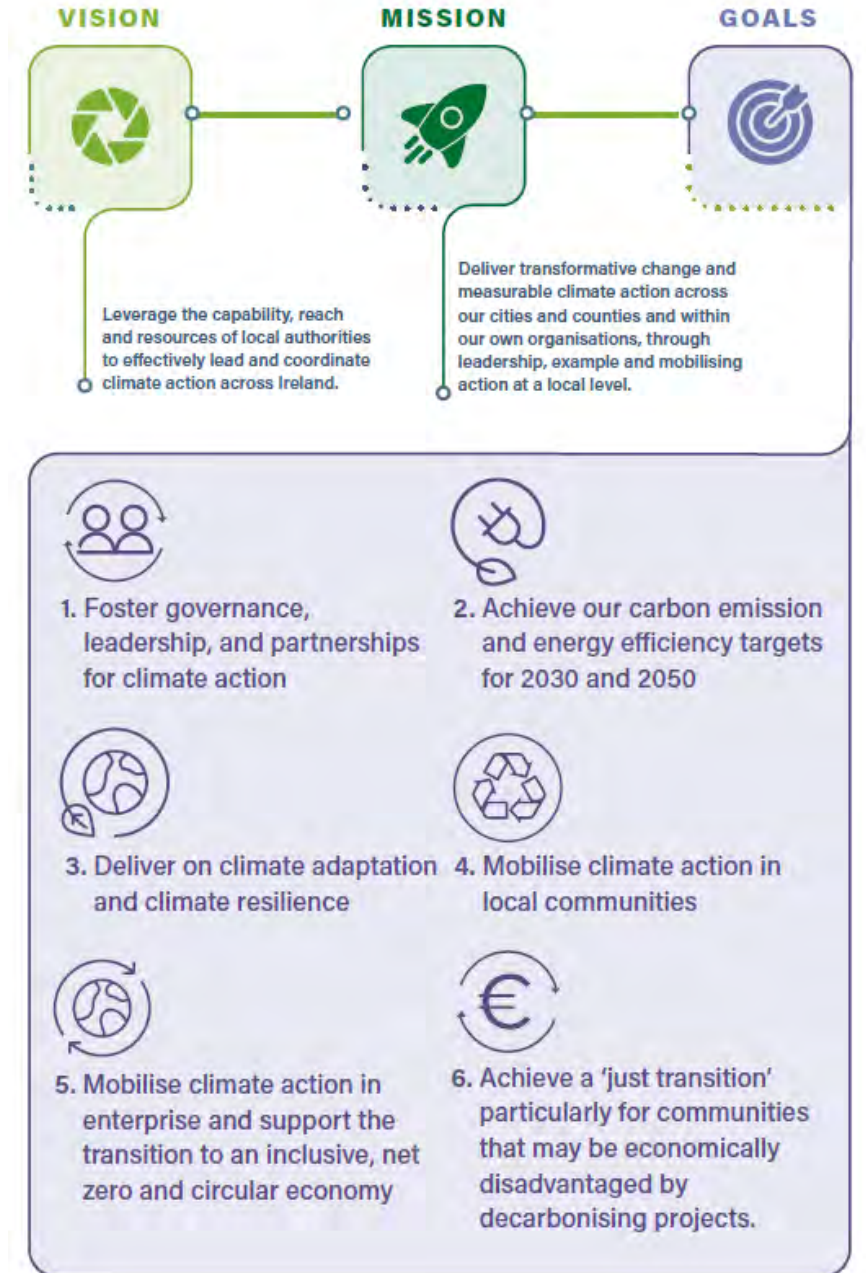 VISION
MISSION
GOALS
Leverage the capability, reach
and resources of local authorities
to effectively lead and coordinate
climate action across Ireland.
Deliver transformative change and
measurable climate action across
our cities and counties and within
our own organisations, through
leadership, example and mobilising
action at a local level.
1. Foster governance,
leadership, and partnerships
for climate action
2. Achieve our carbon emission
and energy efficiency targets
for 2030 and 2050
3. Deliver on climate adaptation
and climate resilience
4. Mobilise climate action in
local communities
5. Mobilise climate action in
enterprise and support the
transition to an inclusive, net
zero and circular economy
6. Achieve a ‘just transition’
particularly for communities
that may be economically
disadvantaged by
decarbonising projects.